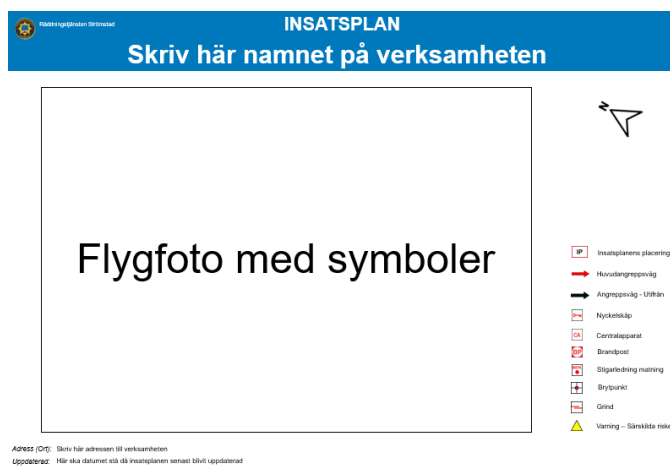 Räddningstjänsten Strömstad
INSATSPLAN
Skriv här namnet på verksamheten
N
Flygfoto med symboler
IP Insatsplanens placering
Huvudangreppsväg
Angreppsväg - Utifrån
Nyckelskåp
CA Centralapparat
BP Brandpost
Stigarledning matning
Brytpunkt
Grind
Varning – Särskilda riske
Adress (Ort): Skriv här adressen till verksamheten
Uppdaterad: Här ska datumet stå då insatsplanen senast blivit uppdaterad